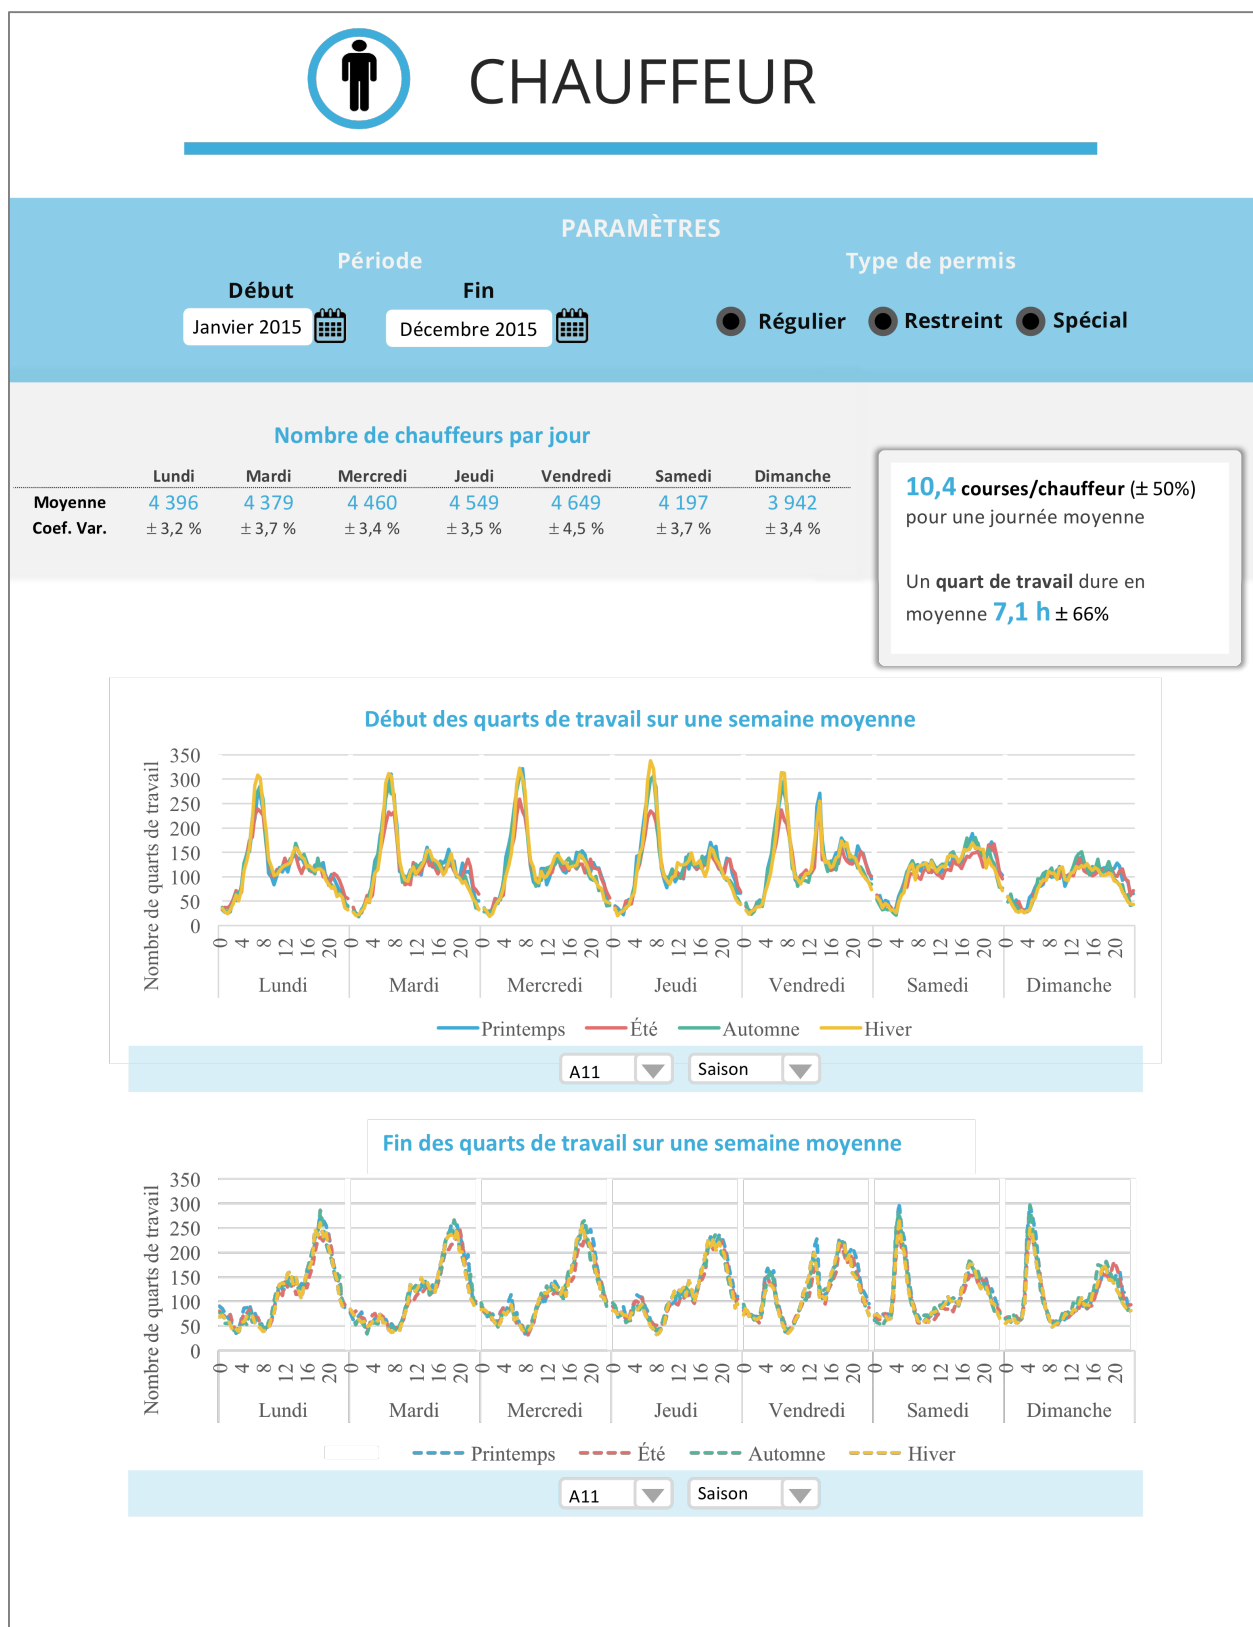 CHAUFFEUR
PARAMÈTRES
Période
Type de permis
Début
Fin
Janvier 2015
Décembre 2015
Régulier
Restreint
Spécial
Nombre de chauffeurs par jour
Lundi Mardi Mercredi Jeudi Vendredi Samedi Dimanche
Moyenne 4 396 4 379 4 460 4 549 4 649 4 197 3 942
Coef. Var. ± 3,2 % ± 3,7 % ± 3,4 % ± 3,5 % ± 4,5 % ± 3,7 % ± 3,4 %
10,4 courses/chauffeur (± 50%)
pour une journée moyenne
Un quart de travail dure en
moyenne 7,1 h ± 66%
Début des quarts de travail sur une semaine moyenne
Nombre de quarts de travail
350
300
250
200
150
100
50
0
0 4 8 12 16 20 0 4 8 12 16 20 0 4 8 12 16 20 0 4 8 12 16 20 0 4 8 12 16 20 0 4 8 12 16 20 0 4 8 12 16 20
Lundi Mardi Mercredi Jeudi Vendredi Samedi Dimanche
Printemps Été Automne Hiver
A11 Saison
Fin des quarts de travail sur une semaine moyenne
Nombre de quarts de travail
350
300
250
200
150
100
50
0
0 4 8 12 16 20 0 4 8 12 16 20 0 4 8 12 16 20 0 4 8 12 16 20 0 4 8 12 16 20 0 4 8 12 16 20 0 4 8 12 16 20
Lundi Mardi Mercredi Jeudi Vendredi Samedi Dimanche
Printemps Été Automne Hiver
A11 Saison